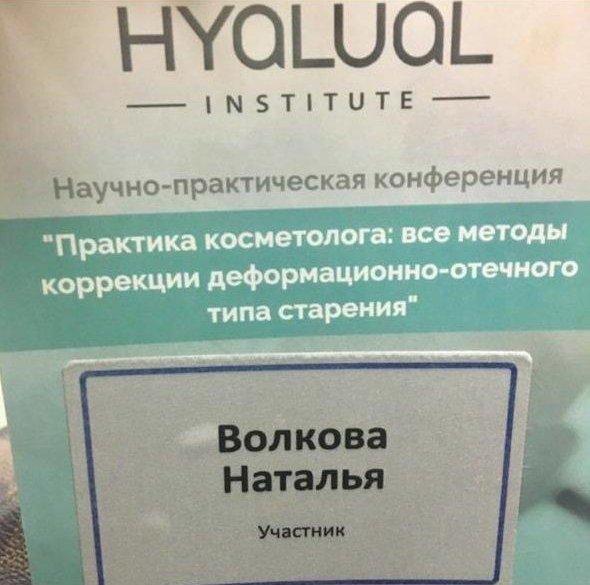 HYALUAL
INSTITUTE
Научно-практическая конференция
"Практика косметолога: все методы
коррекции деформационно-отечного
типа старения"
Волкова
Наталья
Участник